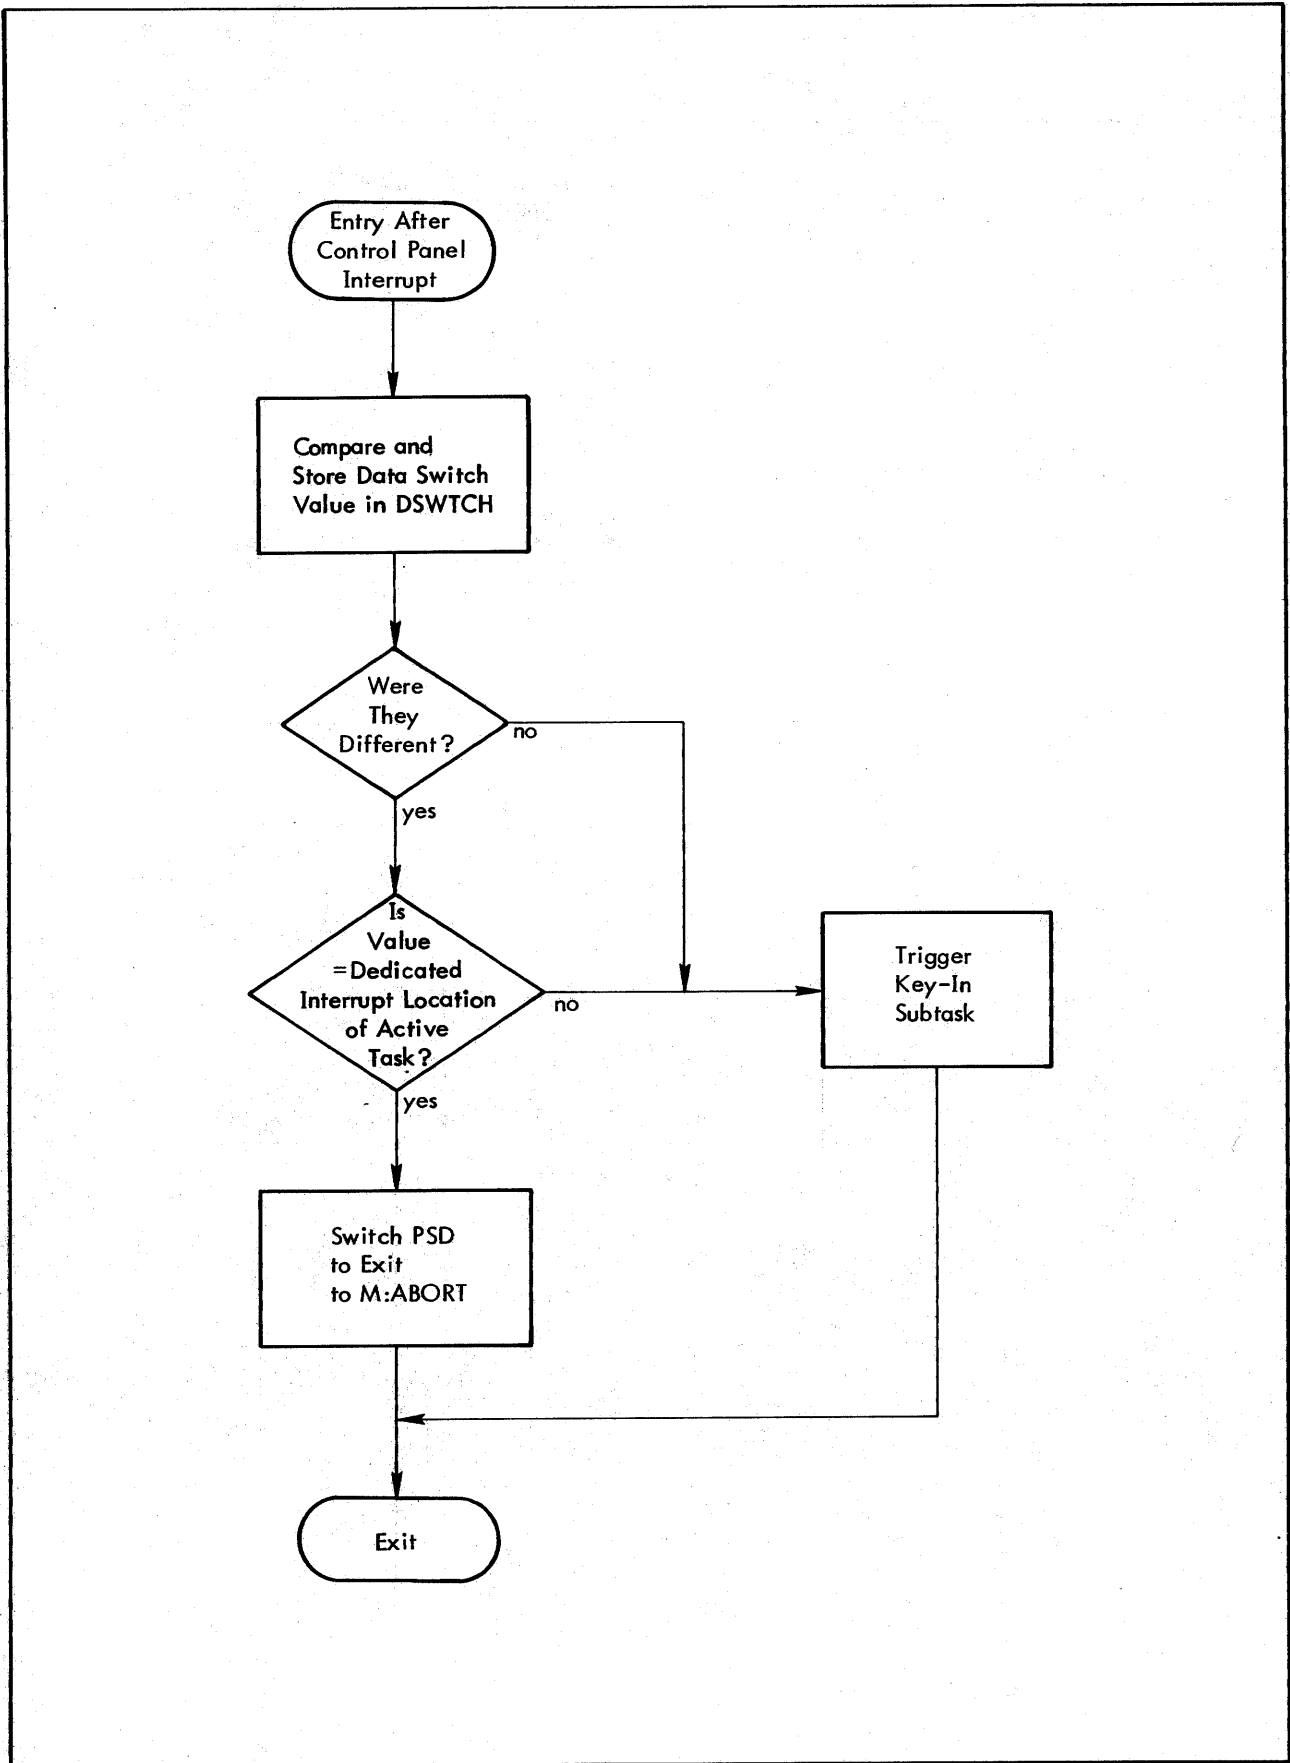 Entry After
Control Panel
Interrupt
Compare and
Store Data Switch
Value in DSWTCH
Were
They
Different?
no
yes
Is
Value
=Dedicated
Interrupt Location
of Active
Task?
no
yes
Trigger
Key-In
Subtask
Switch PSD
to Exit
to M:ABORT
Exit